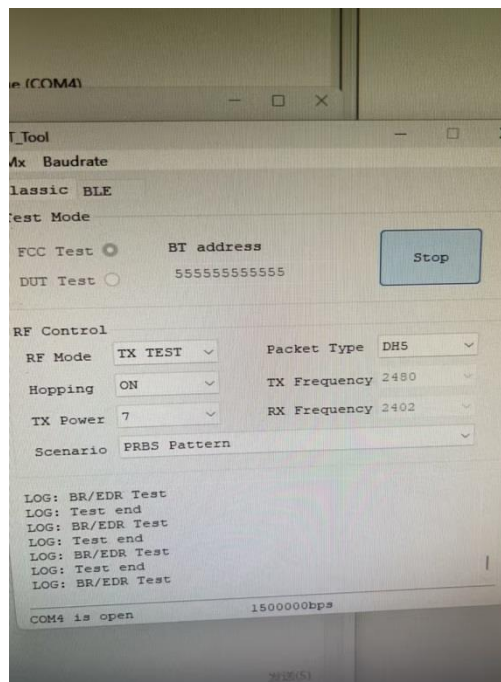 e (COM4)
T_Tool
Mx Baudrate
lassic BLE
Test Mode
FCC Test
BT address
Stop
DUT Test
555555555555
RF Control
RF Mode TX TEST Packet Type DH5
Hopping ON TX Frequency 2480
TX Power 7 RX Frequency 2402
Scenario PRBS Pattern
LOG: BR/EDR Test
LOG: Test end
LOG: BR/EDR Test
LOG: Test end
LOG: BR/EDR Test
LOG: Test end
LOG: BR/EDR Test
COM4 is open 1500000bps